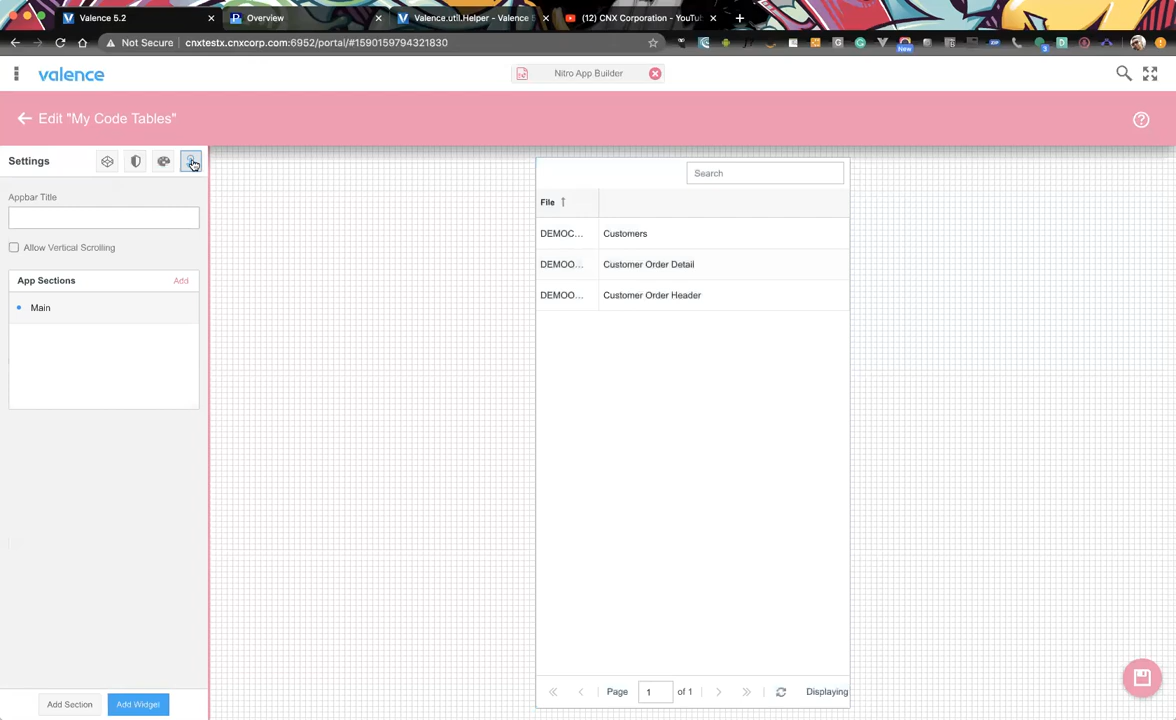 Valence 5.2
Overview
Valence.util.Helper - Valence
(12) CNX Corporation - YouTu
Not Secure
cnxtestx.cnxcorp.com:6952/portal/#1590159794321830
New
valence
Nitro App Builder
Edit "My Code Tables"
Settings
Search
Appbar Title
File
DEMOC... Customers
Allow Vertical Scrolling
DEMOO... Customer Order Detail
App Sections Add
DEMOO... Customer Order Header
Main
Page 1 of 1 Displaying
Add Section Add Widget